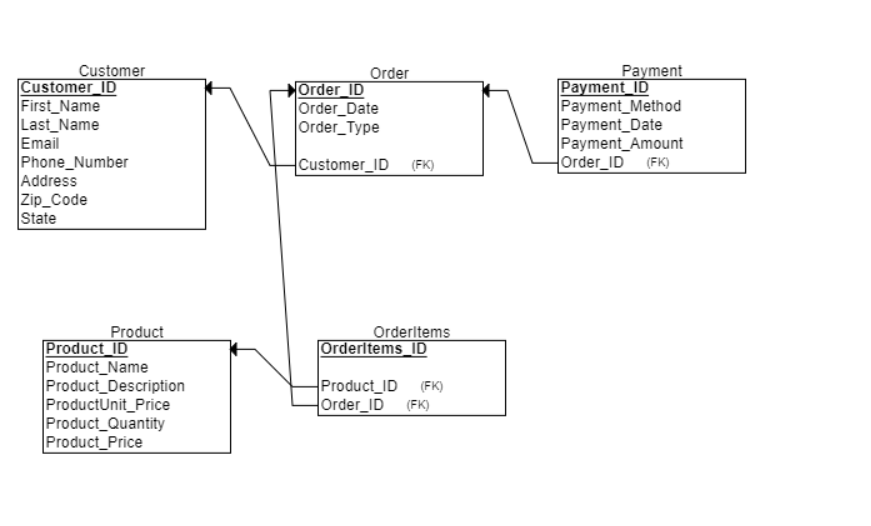 Customer
Customer_ID
First_Name
Last_Name
Email
Phone_Number
Address
Zip_Code
State
Order
Order_ID
Order_Date
Order_Type
Customer_ID (FK)
Payment
Payment_ID
Payment_Method
Payment_Date
Payment_Amount
Order_ID (FK)
Product
Product_ID
Product_Name
Product_Description
ProductUnit_Price
Product_Quantity
Product_Price
OrderItems
OrderItems_ID
Product_ID (FK)
Order_ID (FK)